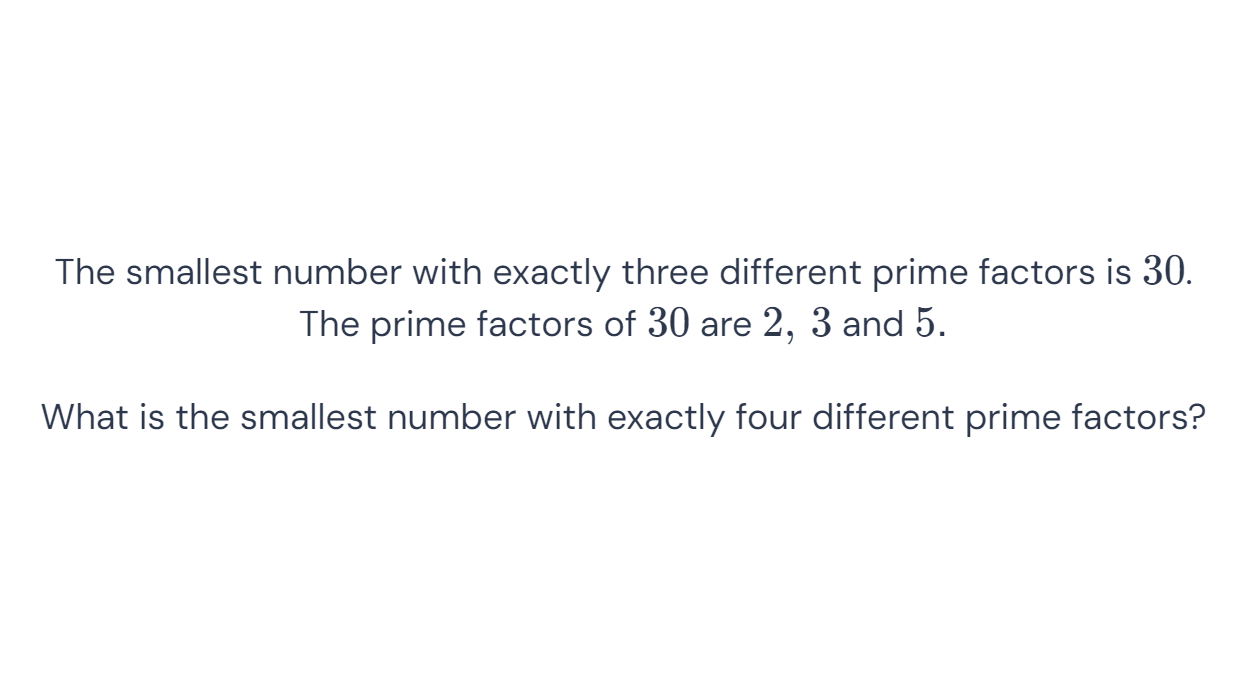 The smallest number with exactly three different prime factors is 30.
The prime factors of 30 are 2, 3 and 5.
What is the smallest number with exactly four different prime factors?